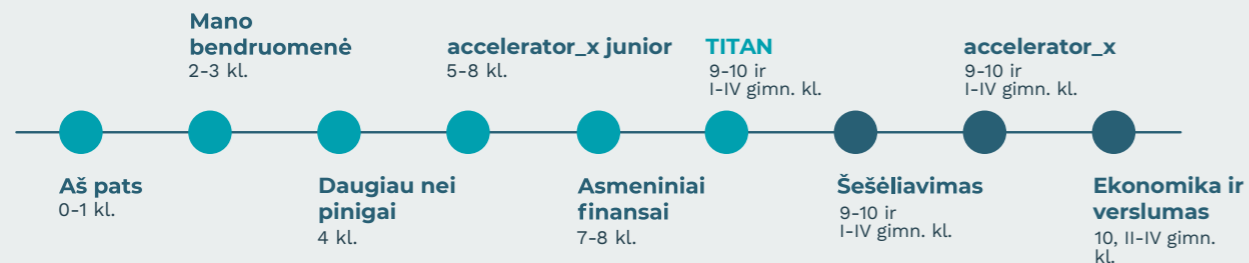 Mano
bendruomenė
2-3 kl.
accelerator_x junior
5-8 kl.
TITAN
9-10 ir
I-IV gimn. kl.
accelerator_x
9-10 ir
I-IV gimn. kl.
Aš pats
0-1 kl.
Daugiau nei
pinigai
4 kl.
Asmeniniai
finansai
7-8 kl.
Šešėliavimas
9-10 ir
I-IV gimn. kl.
Ekonomika ir
verslumas
10, II-IV gimn.
kl.